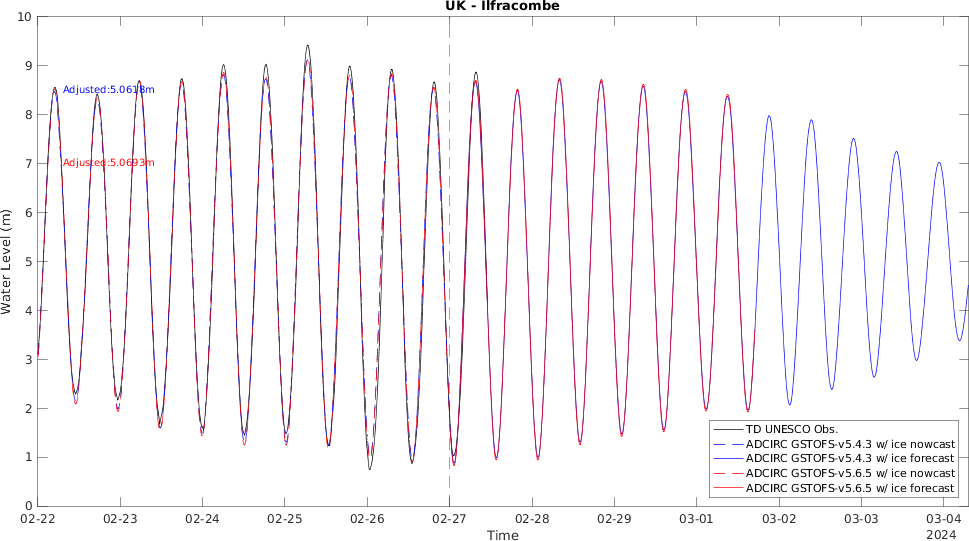 UK - Ilfracombe
10
9
8
7
6
5
4
3
2
1
0
Water Level (m)
Adjusted:5.0618m
Adjusted:5.0693m
TD UNESCO Obs.
ADCIRC GSTOFS-v5.4.3 w/ ice nowcast
ADCIRC GSTOFS-v5.4.3 w/ ice forecast
ADCIRC GSTOFS-v5.6.5 w/ ice nowcast
ADCIRC GSTOFS-v5.6.5 w/ ice forecast
02-22 02-23 02-24 02-25 02-26 02-27 02-28 02-29 03-01 03-02 03-03 03-04
Time
2024